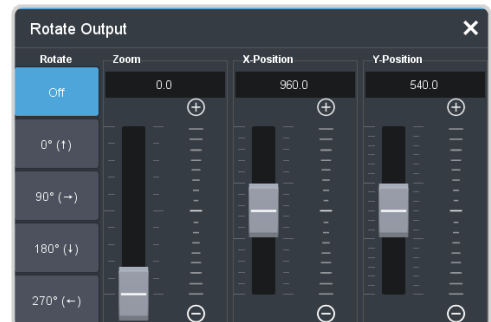 Rotate Output
Rotate Zoom X-Position Y-Position
Off 0.0 960.0 540.0
0° (↑)
90° (→)
180° (↓)
270° (←)